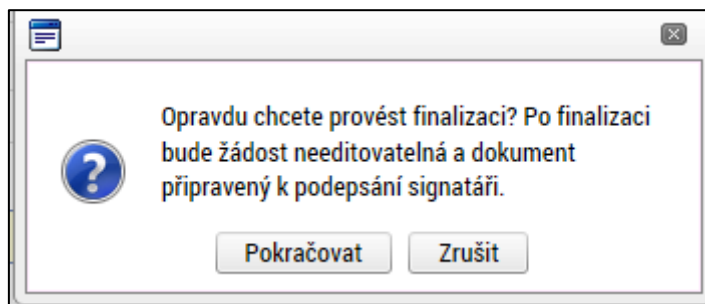 Opravdu chcete provést finalizaci? Po finalizaci
bude žádost needitovatelná a dokument
připravený k podepsání signatáři.
Pokračovat Zrušit